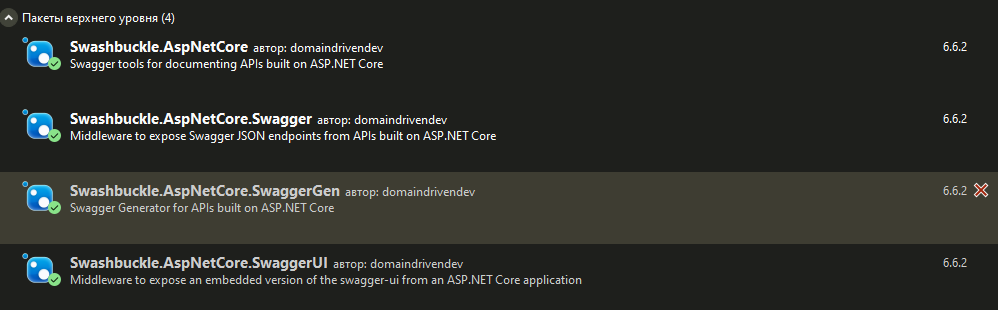 Пакеты верхнего уровня (4)
Swashbuckle.AspNetCore автор: domaindrivendev 6.6.2
Swagger tools for documenting APIs built on ASP.NET Core
Swashbuckle.AspNetCore.Swagger автор: domaindrivendev 6.6.2
Middleware to expose Swagger JSON endpoints from APIs built on ASP.NET Core
Swashbuckle.AspNetCore.SwaggerGen автор: domaindrivendev 6.6.2
Swagger Generator for APIs built on ASP.NET Core
Swashbuckle.AspNetCore.SwaggerUI автор: domaindrivendev 6.6.2
Middleware to expose an embedded version of the swagger-ui from an ASP.NET Core application